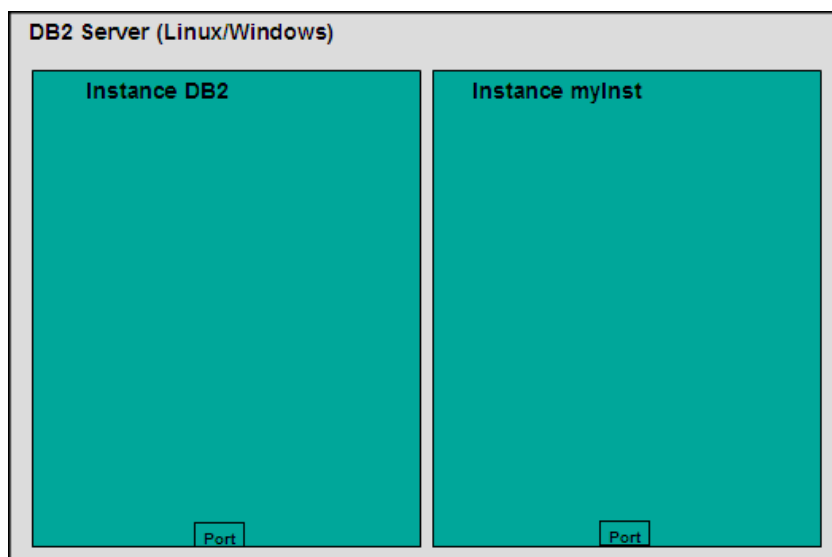 DB2 Server (Linux/Windows)
Instance DB2
Instance myInst
Port
Port